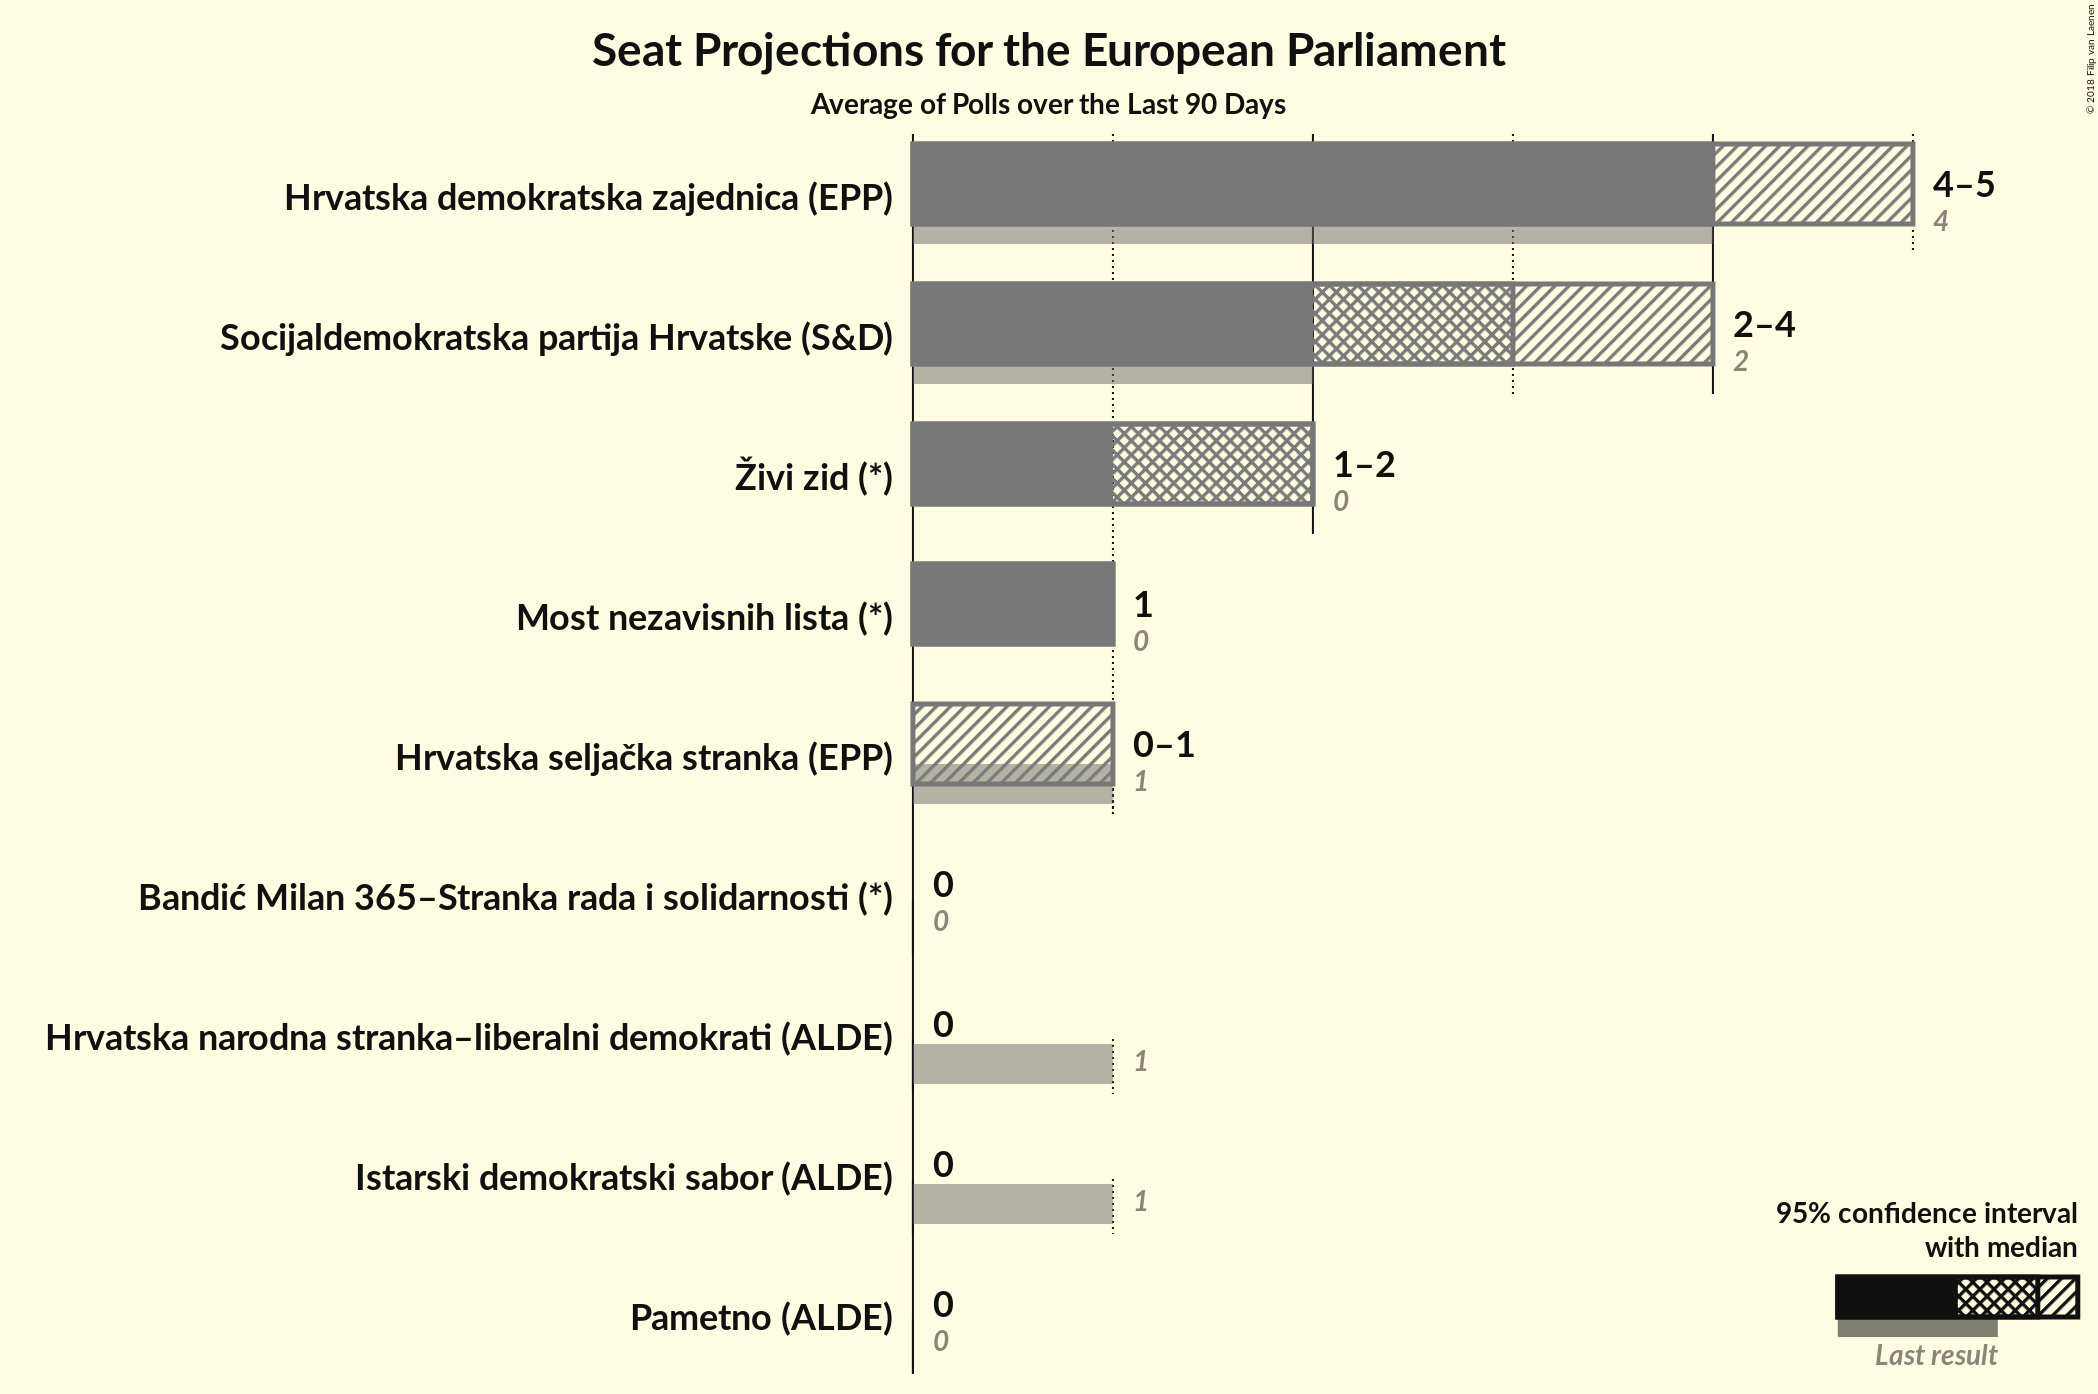 Seat Projections for the European Parliament
Average of Polls over the Last 90 Days
© 2018 Filip van Laenen
Hrvatska demokratska zajednica (EPP)
4–5
4
Socijaldemokratska partija Hrvatske (S&D)
2–4
2
Živi zid (*)
1–2
0
Most nezavisnih lista (*)
1
0
Hrvatska seljačka stranka (EPP)
0–1
1
Bandić Milan 365–Stranka rada i solidarnosti (*)
0
0
Hrvatska narodna stranka–liberalni demokrati (ALDE)
0
1
Istarski demokratski sabor (ALDE)
0
1
Pametno (ALDE)
0
0
95% confidence interval
with median
Last result